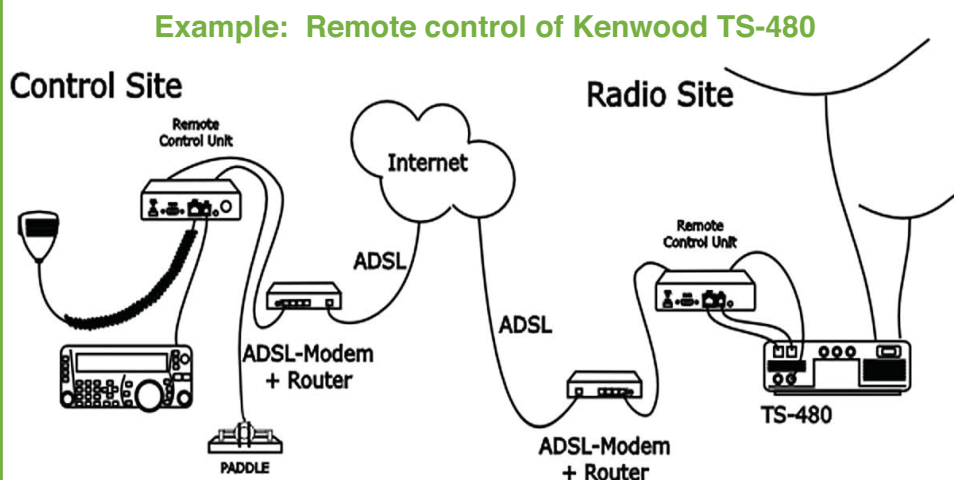 Example:  Remote control of Kenwood TS-480
Control Site
Radio Site
Remote
Control Unit
Internet
Remote
Control Unit
ADSL
ADSL
ADSL-Modem
+ Router
TS-480
PADDLE
ADSL-Modem
+ Router